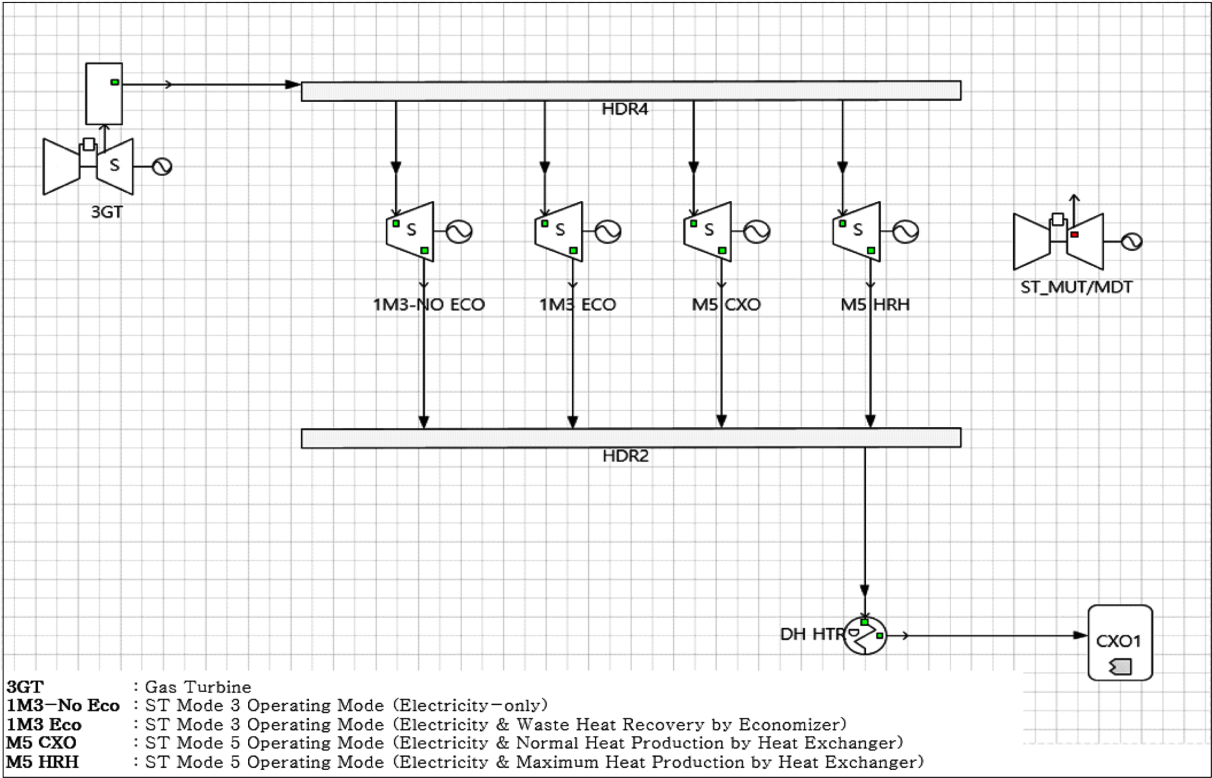 HDR4
S
3GT
S
S
S
S
1M3-NO ECO
1M3 ECO
M5 CXO
M5 HRH
ST_MUT/MDT
HDR2
DH HTR
CXO1
3GT : Gas Turbine
1M3-No Eco : ST Mode 3 Operating Mode (Electricity-only)
1M3 Eco : ST Mode 3 Operating Mode (Electricity & Waste Heat Recovery by Economizer)
M5 CXO : ST Mode 5 Operating Mode (Electricity & Normal Heat Production by Heat Exchanger)
M5 HRH : ST Mode 5 Operating Mode (Electricity & Maximum Heat Production by Heat Exchanger)